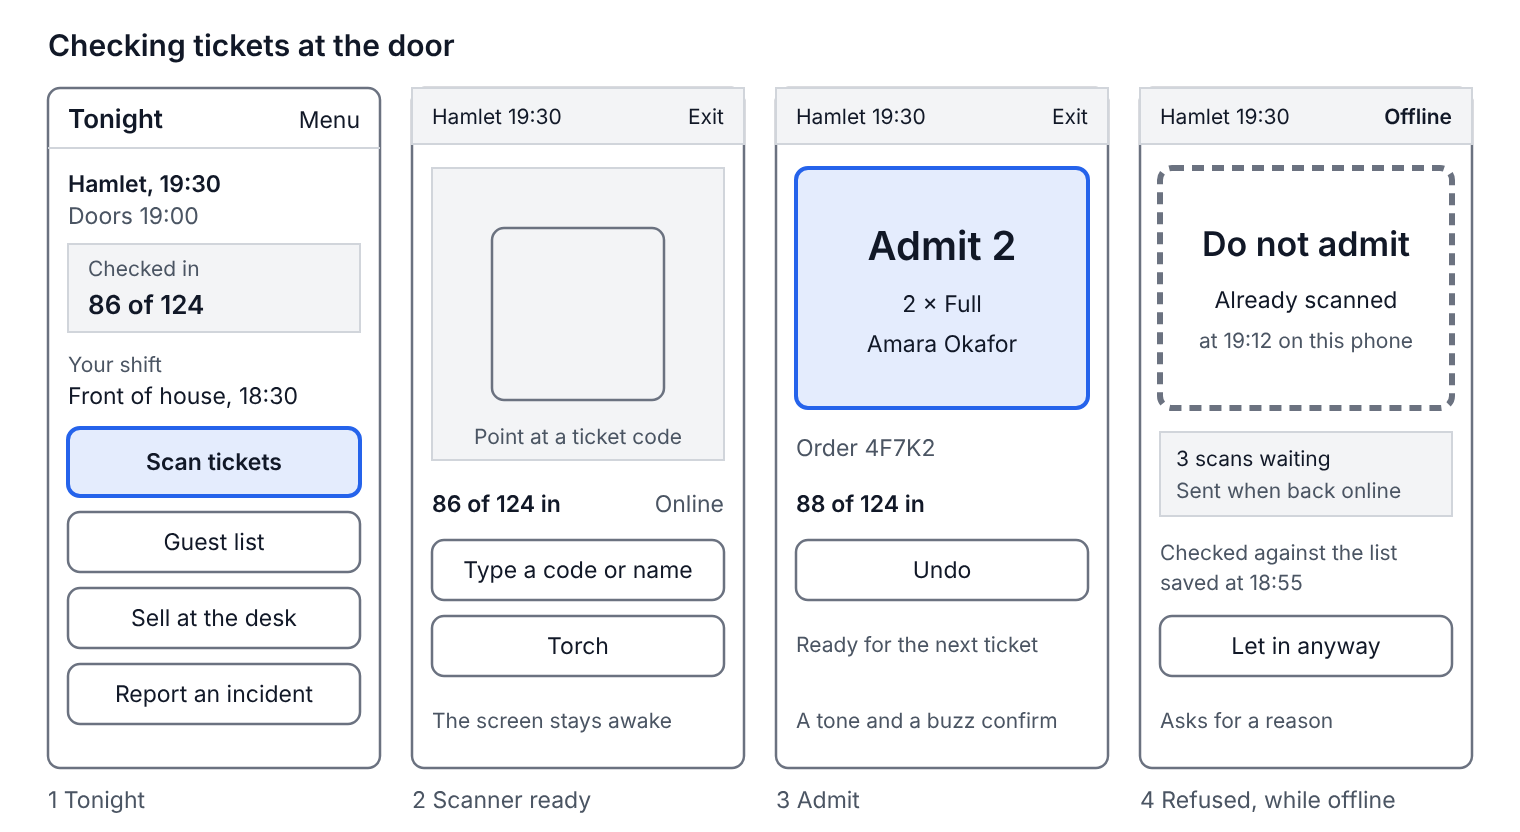 Checking tickets at the door
Tonight
Menu
Hamlet, 19:30
Doors 19:00
Checked in
86 of 124
Your shift
Front of house, 18:30
Scan tickets
Guest list
Sell at the desk
Report an incident
1 Tonight
Hamlet 19:30
Exit
Point at a ticket code
86 of 124 in
Online
Type a code or name
Torch
The screen stays awake
2 Scanner ready
Hamlet 19:30
Exit
Admit 2
2 × Full
Amara Okafor
Order 4F7K2
88 of 124 in
Undo
Ready for the next ticket
A tone and a buzz confirm
3 Admit
Hamlet 19:30
Offline
Do not admit
Already scanned
at 19:12 on this phone
3 scans waiting
Sent when back online
Checked against the list
saved at 18:55
Let in anyway
Asks for a reason
4 Refused, while offline